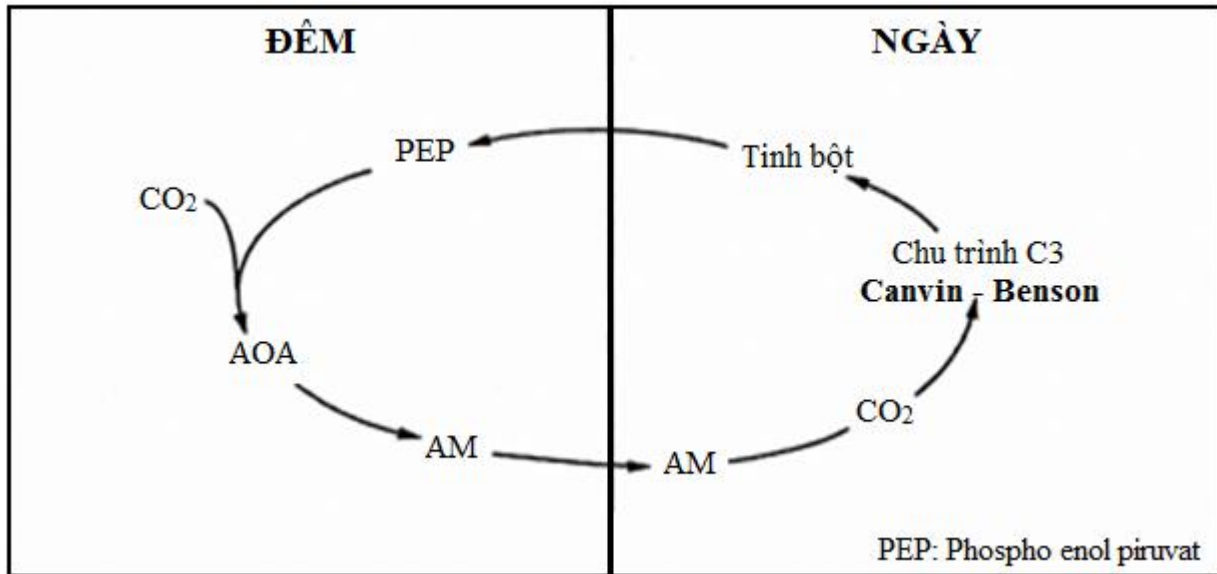 ĐÊM
NGÀY
PEP
Tinh bột
CO2
Chu trình C3
Canvin - Benson
AOA
CO2
AM
AM
PEP: Phospho enol piruvat